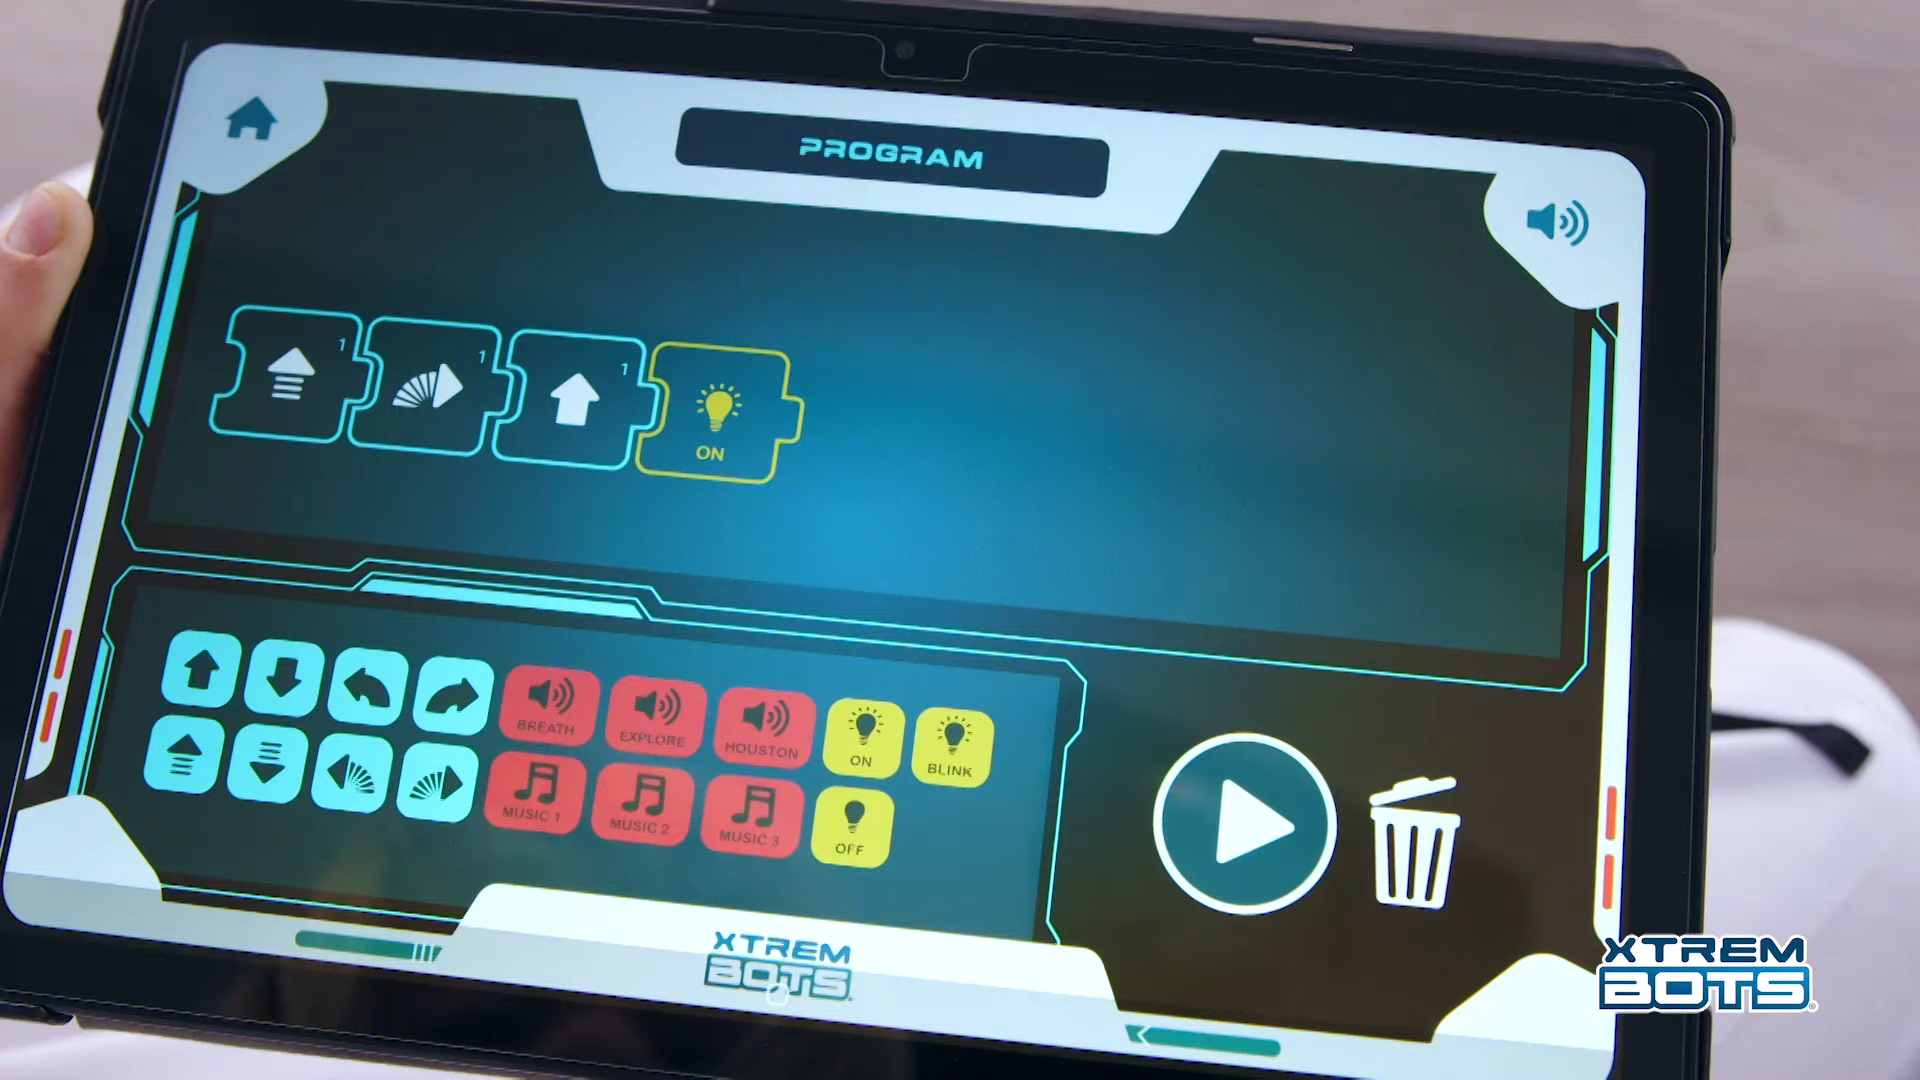 PROGRAM
1
1
1
ON
BREATH
EXPLORE
HOUSTON
ON
BLINK
MUSIC 1
MUSIC 2
MUSIC 3
OFF
XTREM
BOTS
XTREM
BOTS®